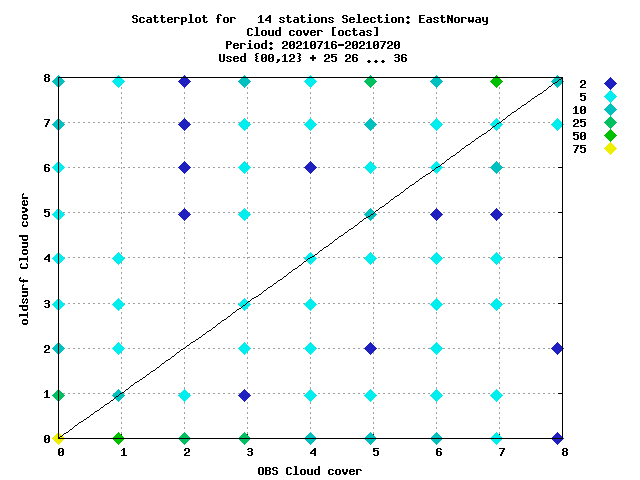 Scatterplot for   14 stations Selection: EastNorway
Cloud cover [octas]
Period: 20210716-20210720
Used {00,12} + 25 26 ... 36
8
7
6
5
4
3
2
1
0
oldsurf Cloud cover
0 1 2 3 4 5 6 7 8
OBS Cloud cover
2
5
10
25
50
75